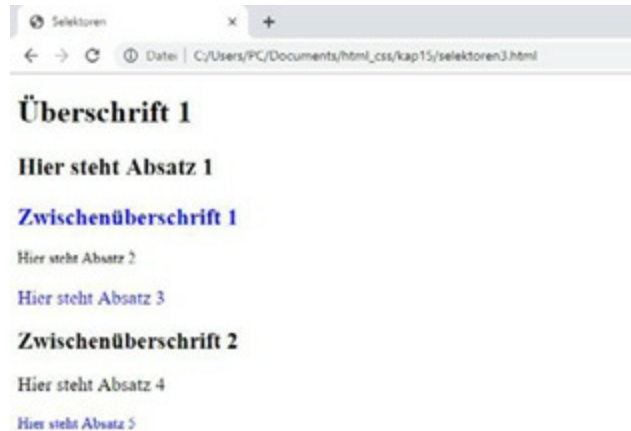 Selektoren
Datei | C:/Users/PC/Documents/html_css/kap15/selektoren3.html
Überschrift 1
Hier steht Absatz 1
Zwischenüberschrift 1
Hier steht Absatz 2
Hier steht Absatz 3
Zwischenüberschrift 2
Hier steht Absatz 4
Hier steht Absatz 5